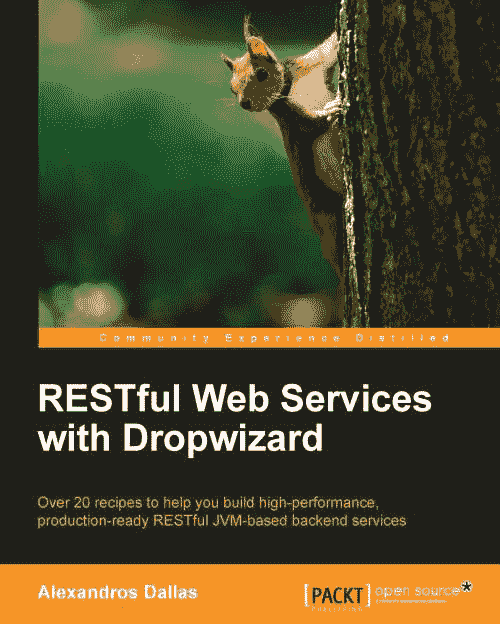 Community Experience Distilled
RESTful Web Services
with Dropwizard
Over 20 recipes to help you build high-performance,
production-ready RESTful JVM-based backend services
Alexandros Dallas
[PACKT] open source*
PUBLISHING